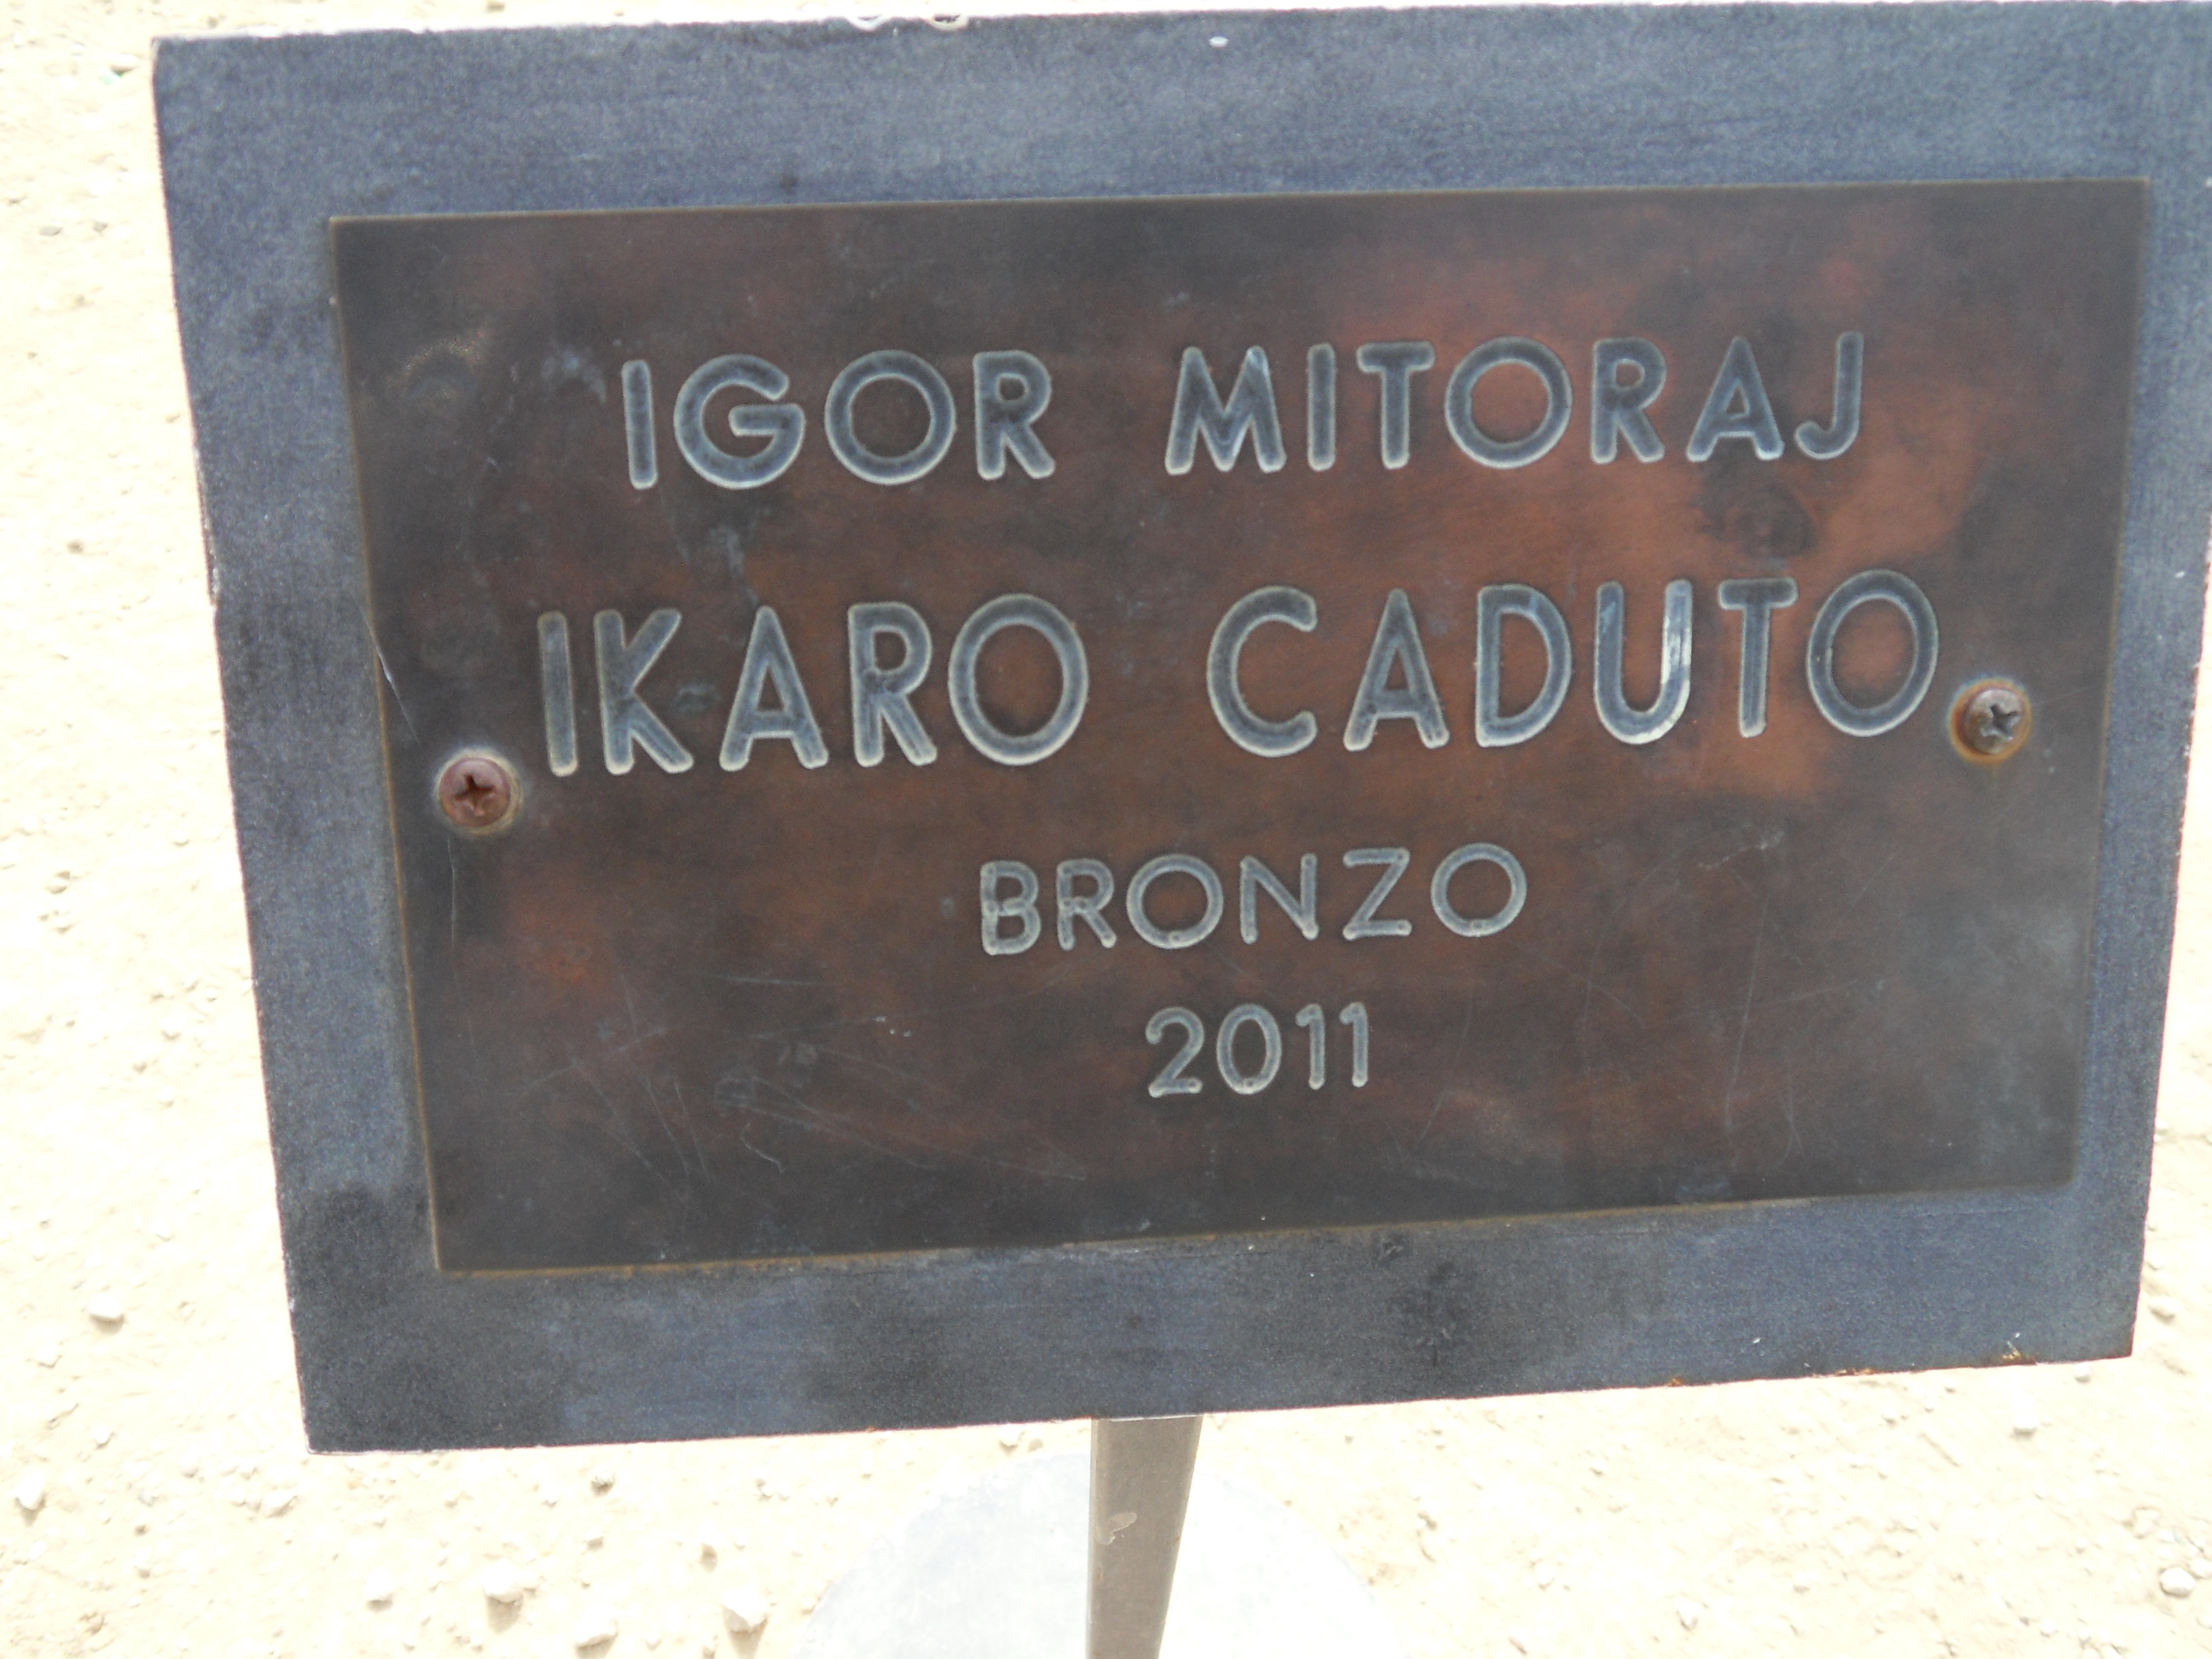 IGOR MITORAJ
IKARO CADUTO
BRONZO
2011